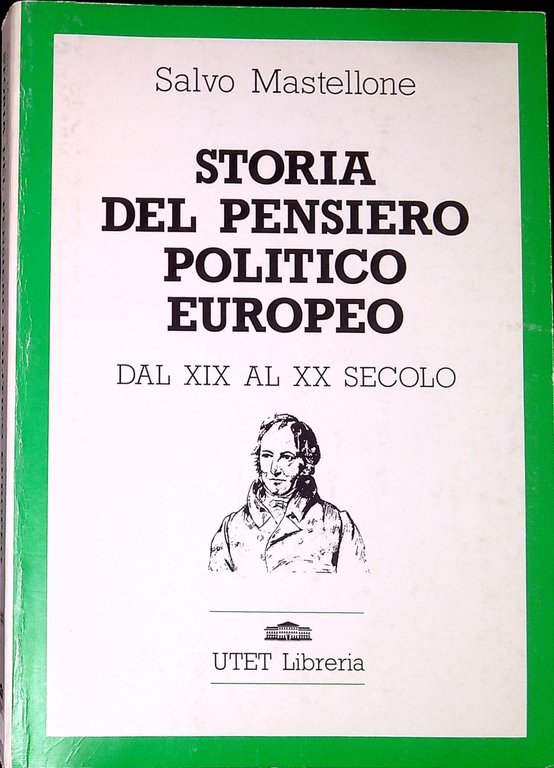 Salvo Mastellone
STORIA
DEL PENSIERO
POLITICO
EUROPEO
DAL XIX AL XX SECOLO
UTET Libreria